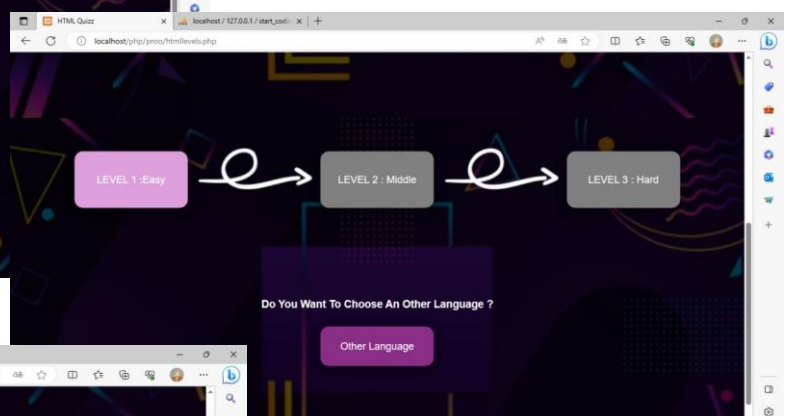 HTML Quizz
localhost / 127.0.0.1 / start_codin
localhost/php/proo/htmllevels.php
LEVEL 1 :Easy
LEVEL 2 : Middle
LEVEL 3 : Hard
Do You Want To Choose An Other Language ?
Other Language